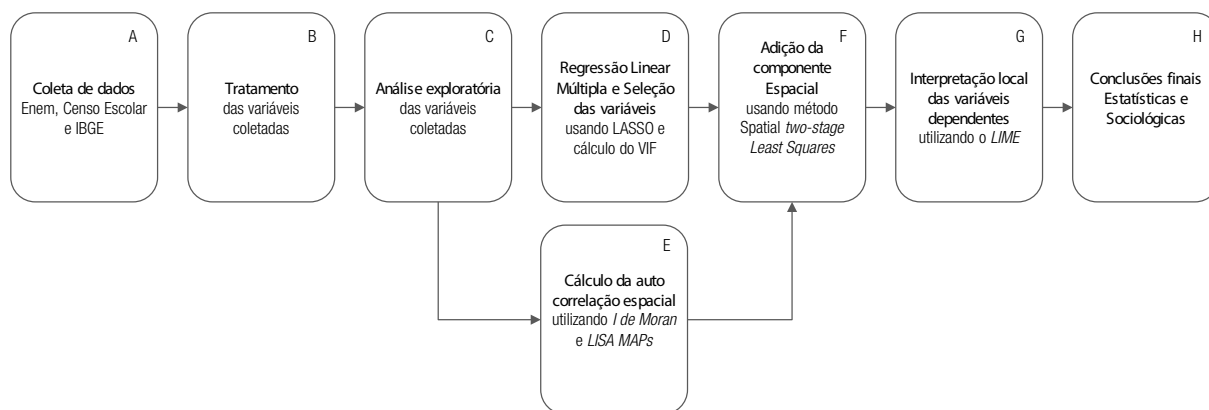 A
Coleta de dados
Enem, Censo Escolar
e IBGE
B
Tratamento
das variáveis
coletadas
C
Análise exploratória
das variáveis
coletadas
D
Regressão Linear
Múltipla e Seleção
das variáveis
usando LASSO e
cálculo do VIF
F
Adição da
componente
Espacial
usando método
Spatial two-stage
Least Squares
G
Interpretação local
das variáveis
dependentes
utilizando o LIME
H
Conclusões finais
Estatísticas e
Sociológicas
E
Cálculo da auto
correlação espacial
utilizando I de Moran
e LISA MAPs